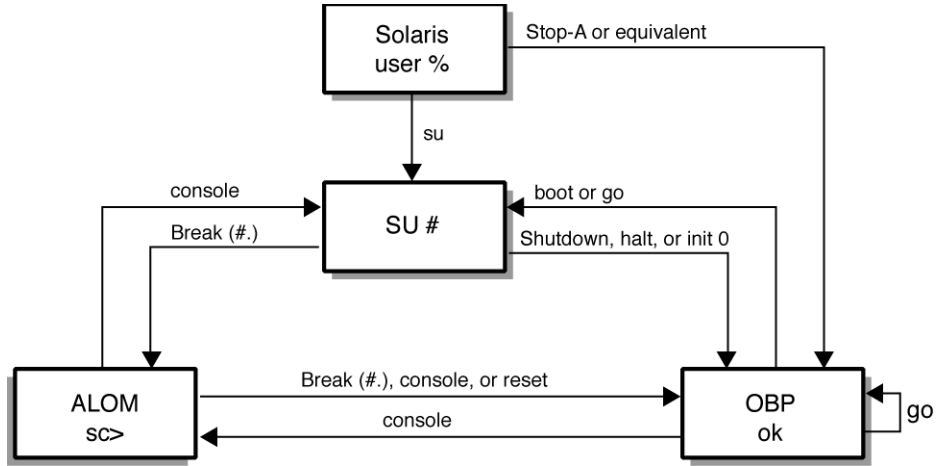 Solaris
user %
Stop-A or equivalent
su
console
boot or go
SU #
Break (#.)
Shutdown, halt, or init 0
ALOM
sc>
Break (#.), console, or reset
console
OBP
ok
go